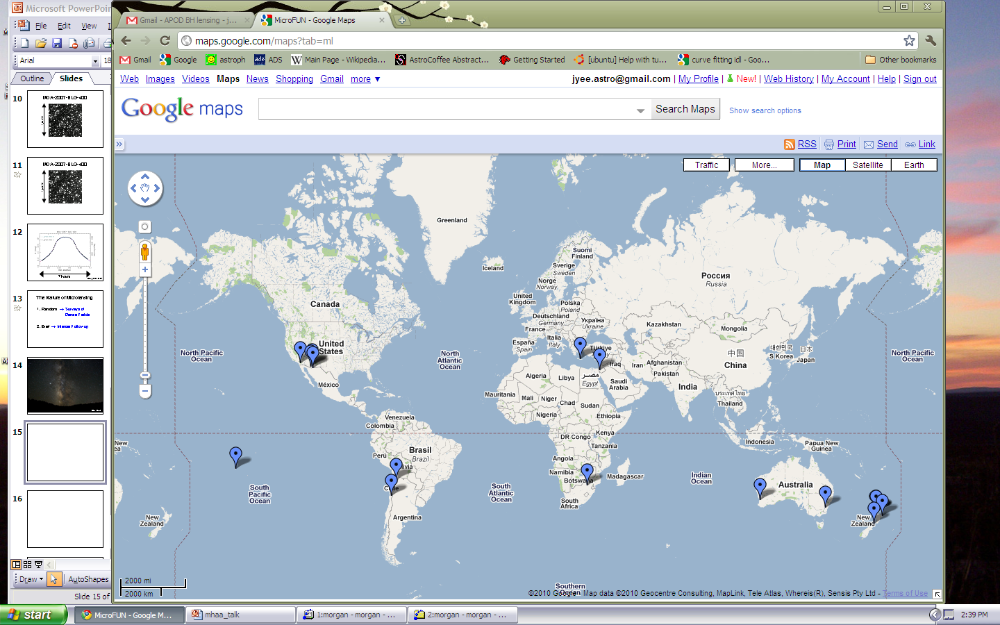 Microsoft PowerPoin
Gmail - APOD BH lensing - j...
MicroFUN - Google Maps
File Edit View
maps.google.com/maps?tab=ml
Arial 18
Gmail Google astroph ADS Main Page - Wikipedia... AstroCoffee Abstract... Getting Started [ubuntu] Help with tu... curve fitting idl - Goo... Other bookmarks
Outline Slides
Web Images Videos Maps News Shopping Gmail more ▼
jyee.astro@gmail.com | My Profile | New! | Web History | My Account | Help | Sign out
Google maps
Search Maps
Show search options
»
RSS Print Send Link
Traffic More... Map Satellite Earth
10
MOA-2007-BLG-400
11
MOA-2007-BLG-400
12
13
The Nature of Microlensing
1. Random → Surveys of
Dense Fields
2. Brief → Intense Follow-up
14
15
16
Greenland
Iceland
Suomi
Finland
Sverige
Sweden
Norge
Norway
Россия
Russia
United
Kingdom
Polska
Poland
Deutschland
Germany
Україна
Ukraine
France
Kazakhstan
Mongolia
Canada
United
States
España
Spain
Italia
Italy
Türkiye
Iraq
Iran
Afghanistan
Pakistan
中国
China
대한민국
S Korea
日本
Japan
North Pacific
Ocean
North
Atlantic
Ocean
North Pacific
Ocean
México
Algeria
Libya
مصر
Egypt
Saudi
Arabia
India
ประเทศไทย
Thailand
Mauritania
Mali
Niger
Chad
Sudan
Nigeria
Ethiopia
Venezuela
Colombia
DR Congo
Kenya
Tanzania
Indonesia
Papua New
Guinea
New
ea
Perú
Brasil
Brazil
livia
Angola
Namibia
Botswana
Madagascar
Indian
Ocean
Australia
South
Pacific
Ocean
Chile
South
Atlantic
Ocean
South
Africa
Argentina
New
Zealand
New
Zealand
Southern
Ocean
2000 mi
2000 km
©2010 Google - Map data ©2010 Geocentre Consulting, MapLink, Tele Atlas, Whereis(R), Sensis Pty Ltd - Terms of Use
Draw AutoShapes
Slide 15 of
start
MicroFUN - Google M...
mhaa_talk
1:morgan - morgan - ...
2:morgan - morgan - ...
2:39 PM